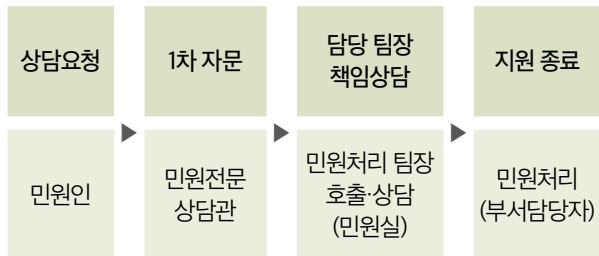 상담요청
1차 자문
담당 팀장
책임상담
지원 종료
민원인
민원전문
상담관
민원처리 팀장
호출·상담
(민원실)
민원처리
(부서담당자)